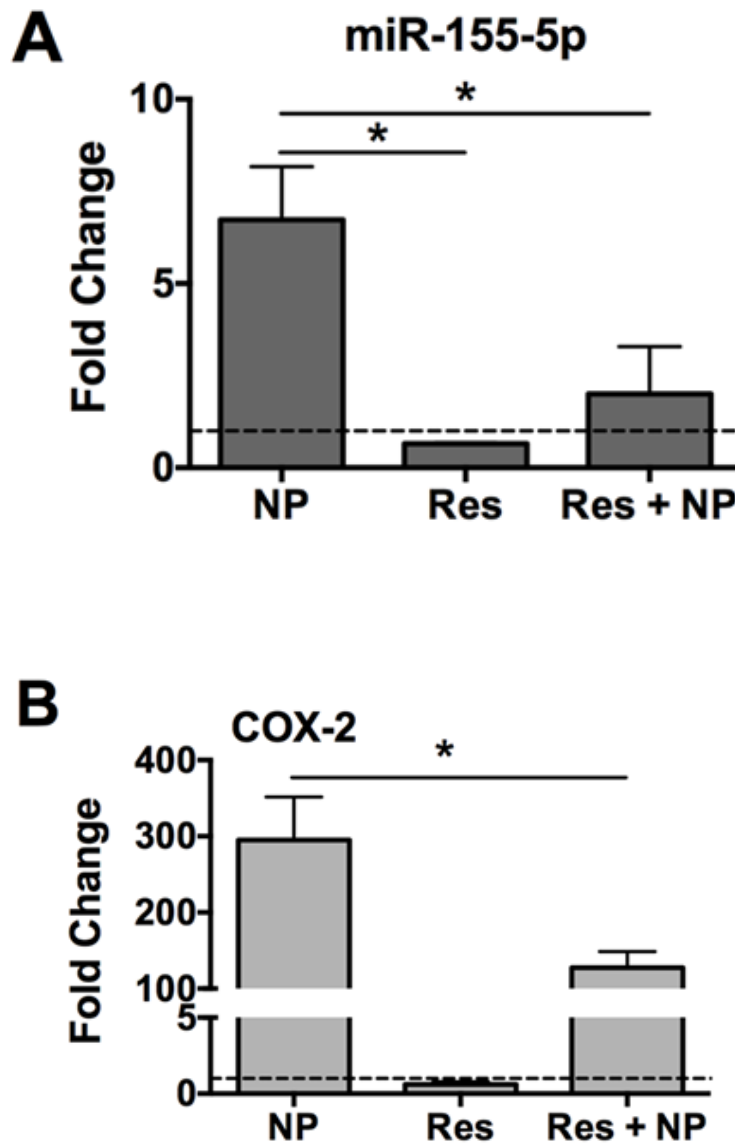 A
miR-155-5p
Fold Change
10
*
*
5
0
NP Res Res + NP
B
COX-2
Fold Change
400
*
300
200
100
5
0
NP Res Res + NP